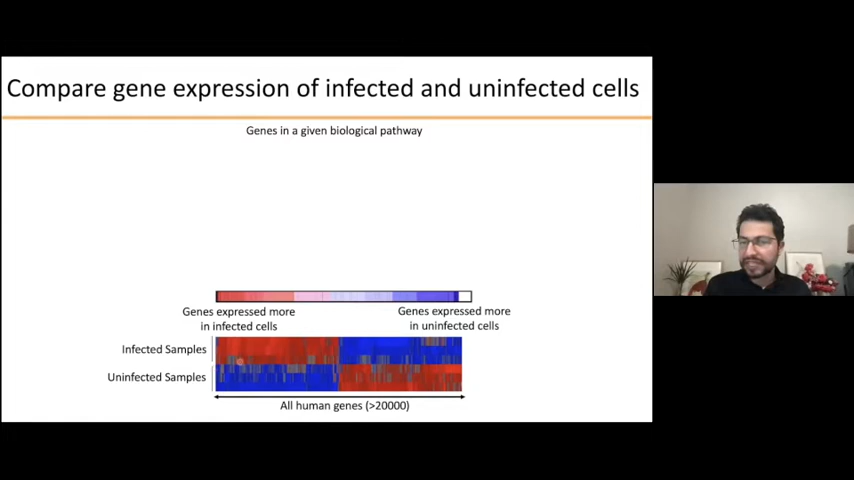 Compare gene expression of infected and uninfected cells
Genes in a given biological pathway
Genes expressed more
in infected cells
Genes expressed more
in uninfected cells
Infected Samples
Uninfected Samples
All human genes (>20000)